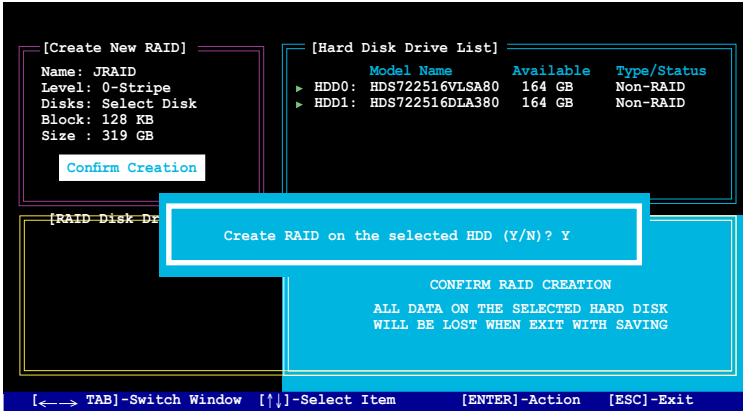 [Create New RAID]
Name: JRAID
Level: 0-Stripe
Disks: Select Disk
Block: 128 KB
Size : 319 GB
Confirm Creation
[Hard Disk Drive List]
Model Name Available Type/Status
HDD0: HDS722516VLSA80 164 GB Non-RAID
HDD1: HDS722516DLA380 164 GB Non-RAID
[RAID Disk Dr
Create RAID on the selected HDD (Y/N)? Y
CONFIRM RAID CREATION
ALL DATA ON THE SELECTED HARD DISK
WILL BE LOST WHEN EXIT WITH SAVING
[←→ TAB]-Switch Window [↑↓]-Select Item [ENTER]-Action [ESC]-Exit